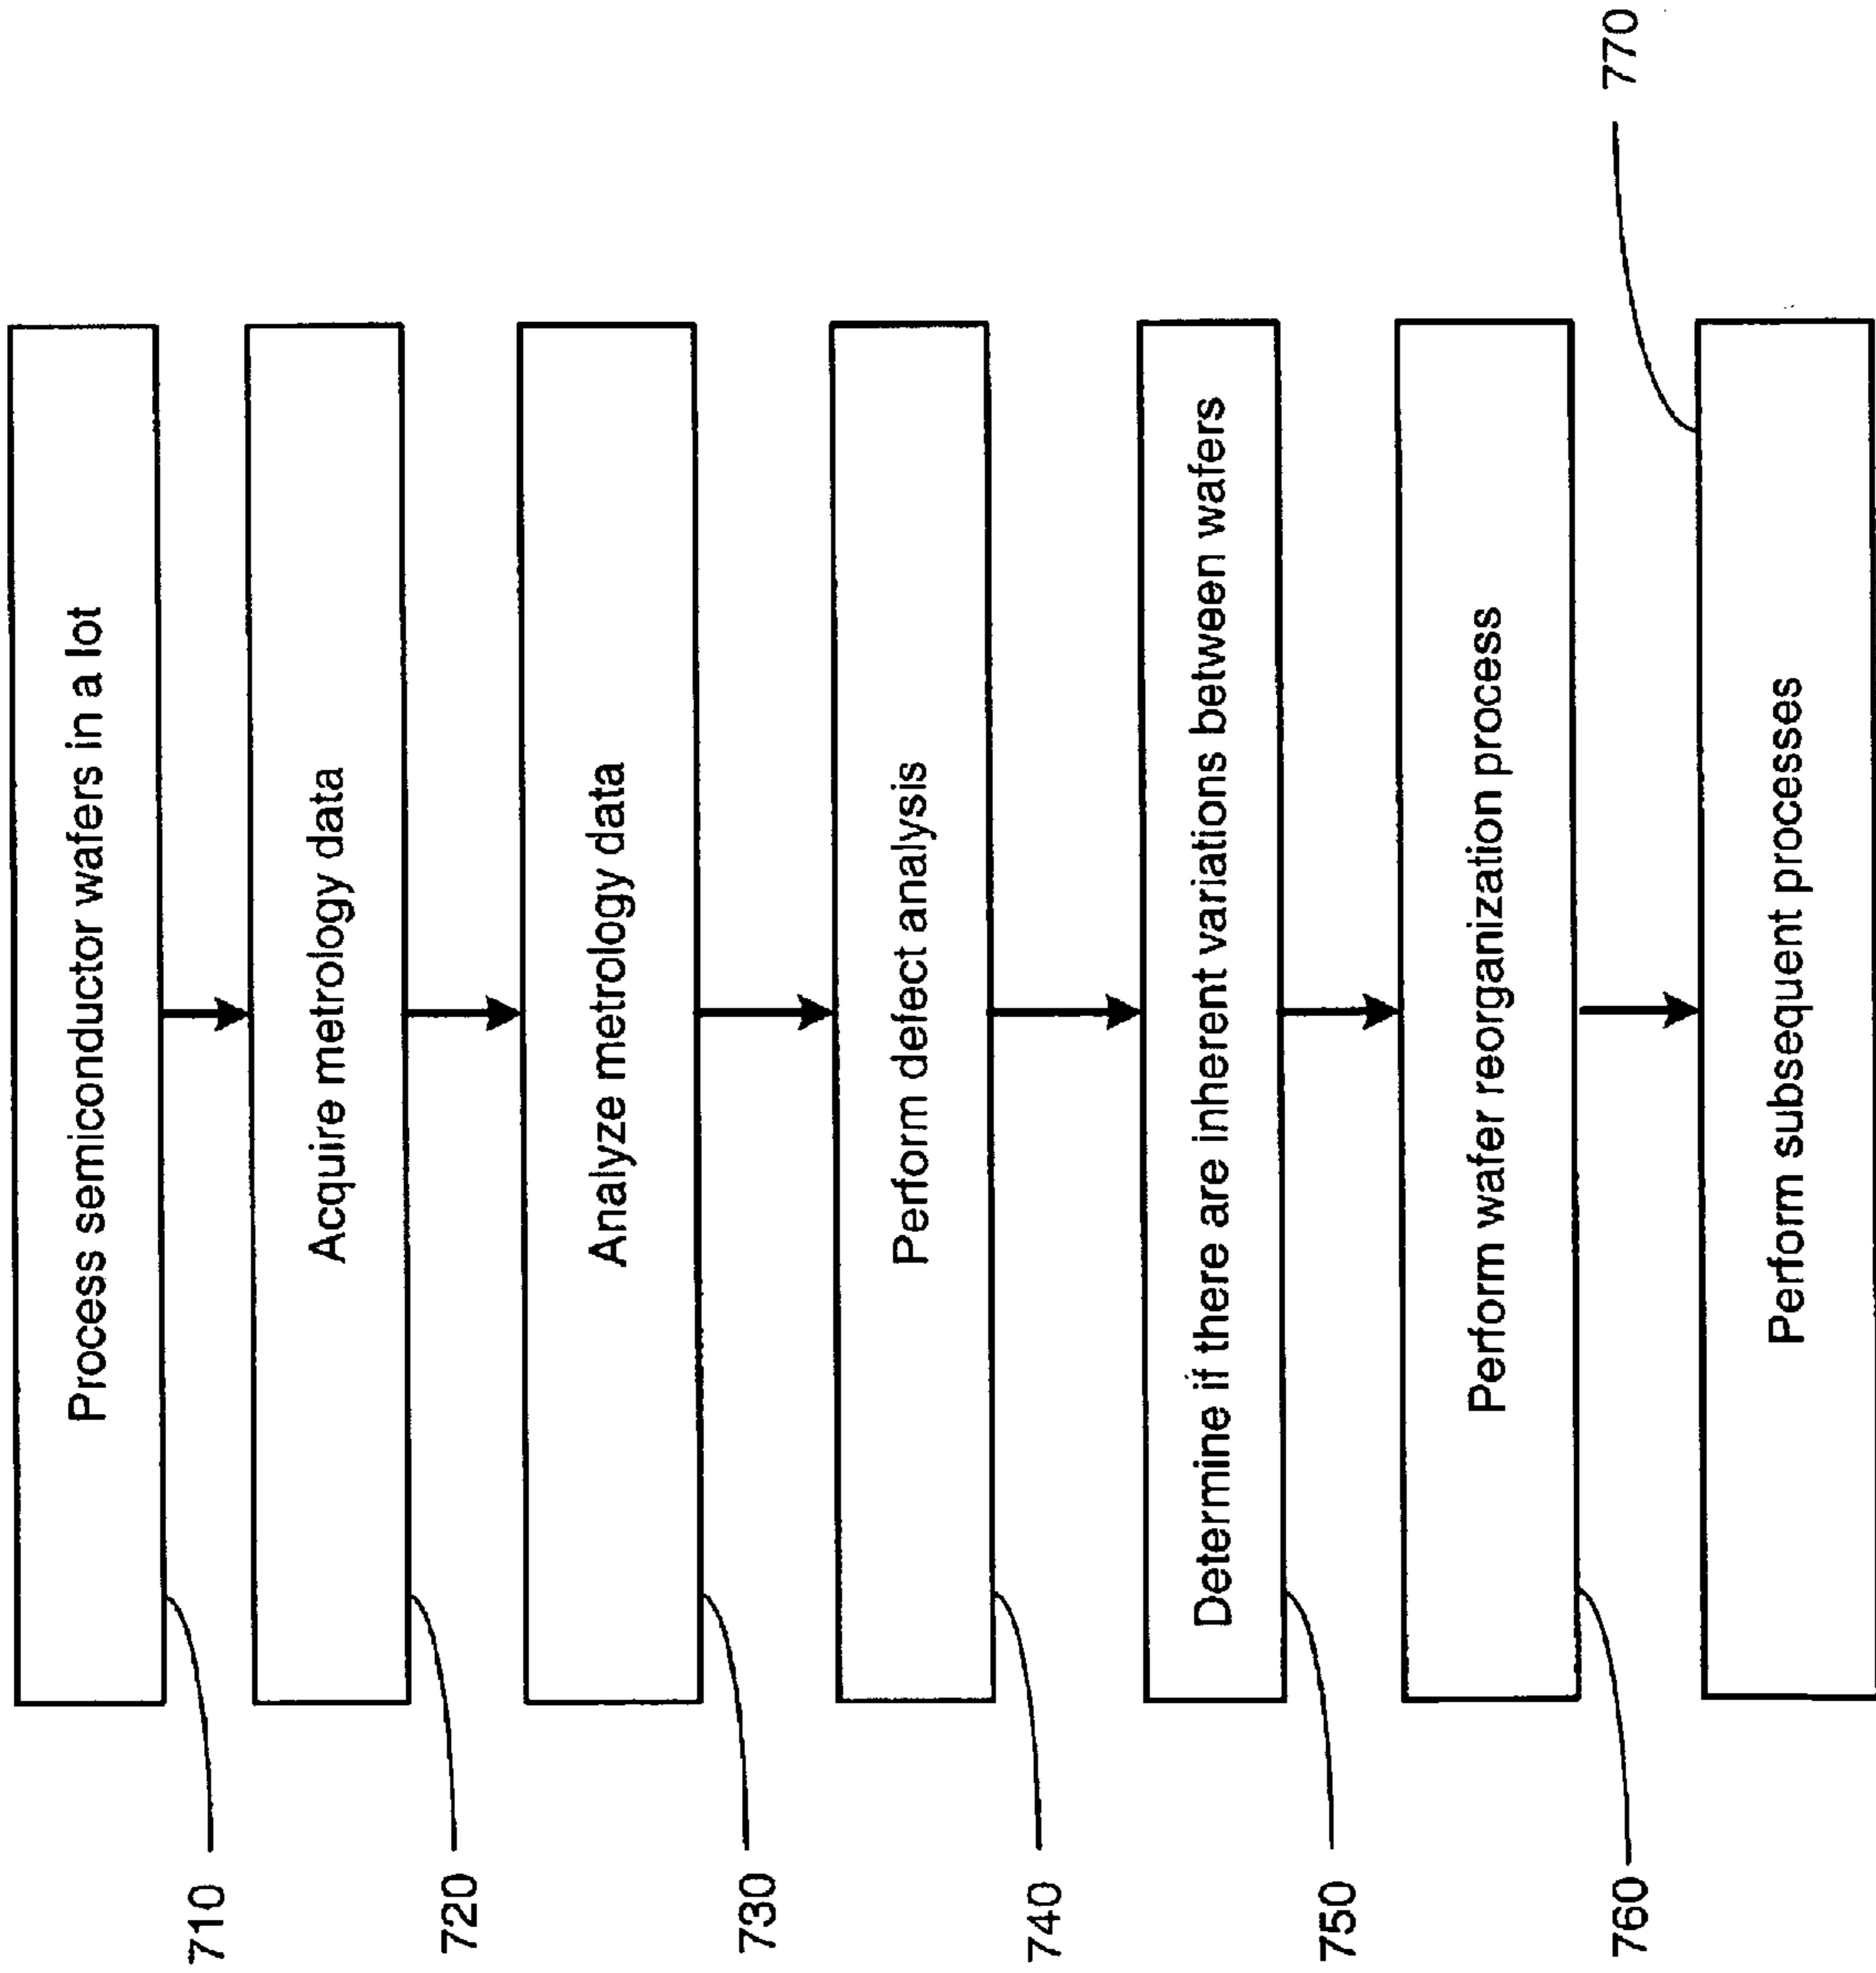 Process semiconductor wafers in a lot
710
Acquire metrology data
720
Analyze metrology data
730
Perform defect analysis
740
Determine if there are inherent variations between wafers
750
Perform wafer reorganization process
760
770
Perform subsequent processes